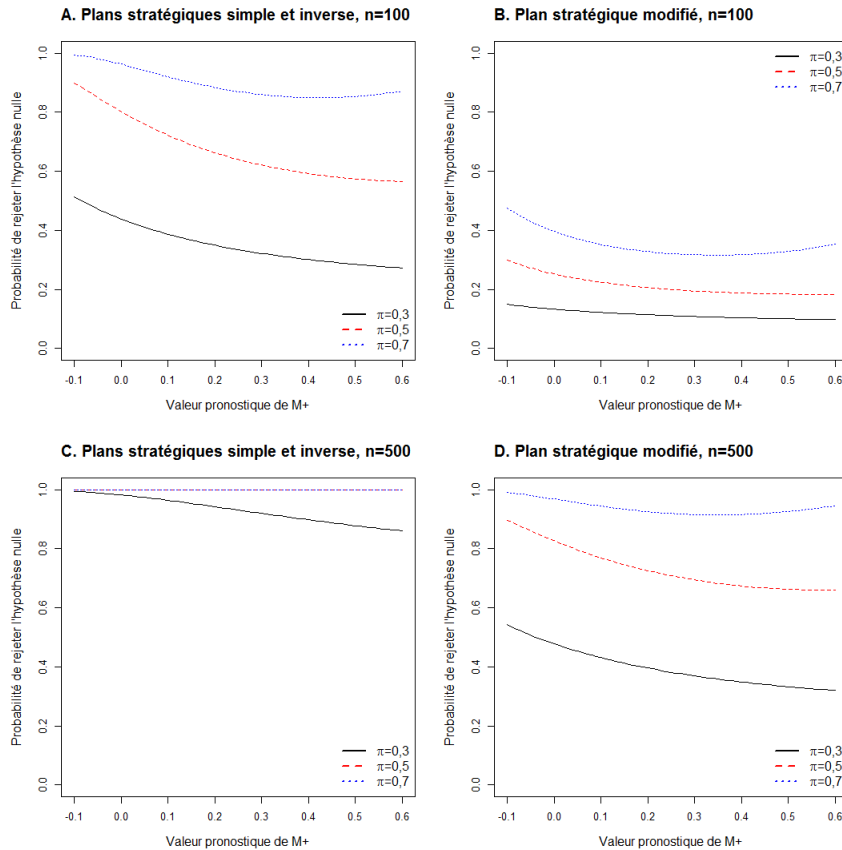 A. Plans stratégiques simple et inverse, n=100
Probabilité de rejeter l'hypothèse nulle
1.0
0.8
0.6
0.4
0.2
0.0
π=0,3
π=0,5
π=0,7
-0.1 0.0 0.1 0.2 0.3 0.4 0.5 0.6
Valeur pronostique de M+
B. Plan stratégique modifié, n=100
Probabilité de rejeter l'hypothèse nulle
1.0
0.8
0.6
0.4
0.2
0.0
π=0,3
π=0,5
π=0,7
-0.1 0.0 0.1 0.2 0.3 0.4 0.5 0.6
Valeur pronostique de M+
C. Plans stratégiques simple et inverse, n=500
Probabilité de rejeter l'hypothèse nulle
1.0
0.8
0.6
0.4
0.2
0.0
π=0,3
π=0,5
π=0,7
-0.1 0.0 0.1 0.2 0.3 0.4 0.5 0.6
Valeur pronostique de M+
D. Plan stratégique modifié, n=500
Probabilité de rejeter l'hypothèse nulle
1.0
0.8
0.6
0.4
0.2
0.0
π=0,3
π=0,5
π=0,7
-0.1 0.0 0.1 0.2 0.3 0.4 0.5 0.6
Valeur pronostique de M+